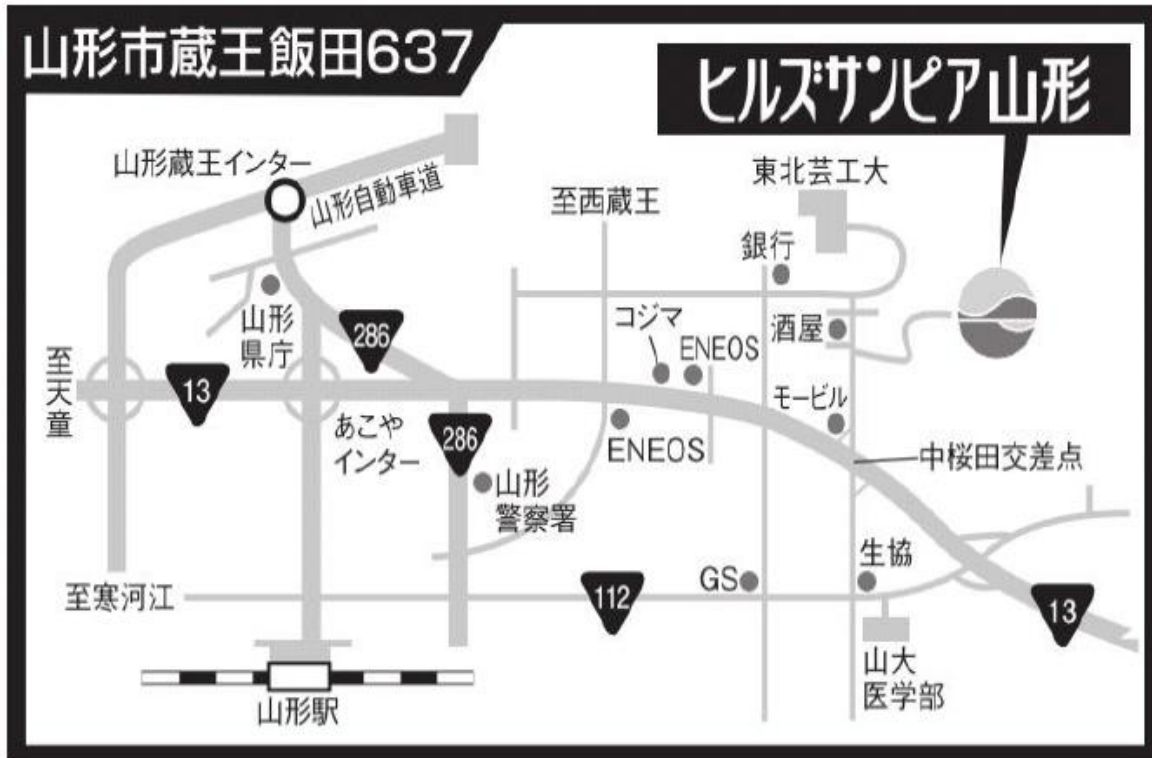 山形市蔵王飯田637
ヒルズサンピア山形
山形蔵王インター
山形自動車道
東北芸工大
至西蔵王
銀行
山形
県庁
コジマ
ENEOS
酒屋
286
至天童
13
あこや
インター
286
ENEOS
モービル
中桜田交差点
山形
警察署
生協
GS
至寒河江
112
13
山大
医学部
山形駅